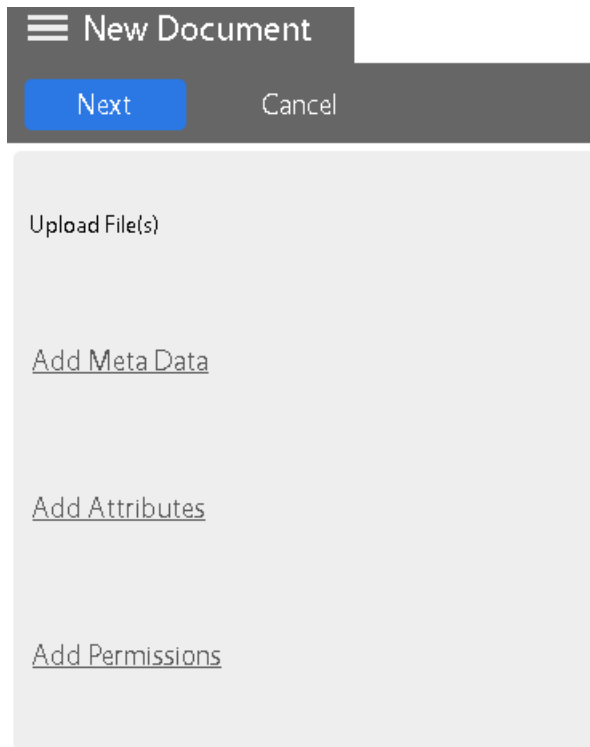 New Document
Next Cancel
Upload File(s)
Add Meta Data
Add Attributes
Add Permissions